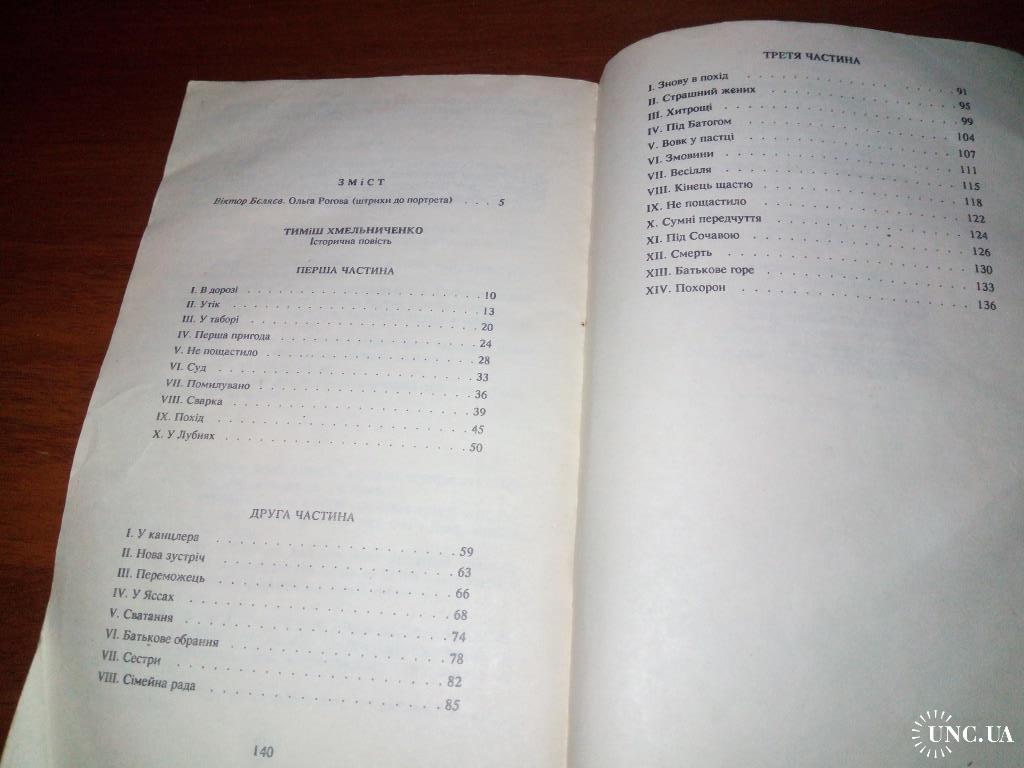 ЗМІСТ
Віктор Бєляєв. Ольга Рогова (штрихи до портрета) . . . . 5
ТИМІШ ХМЕЛЬНИЧЕНКО
Історична повість
ПЕРША ЧАСТИНА
I. В дорозі . . . . . . . . . . 10
II. Утік . . . . . . . . . . 13
III. У таборі . . . . . . . . . . 20
IV. Перша пригода . . . . . . . . . . 24
V. Не пощастило . . . . . . . . . . 28
VI. Суд . . . . . . . . . . 33
VII. Помилувано . . . . . . . . . . 36
VIII. Сварка . . . . . . . . . . 39
IX. Похід . . . . . . . . . . 45
X. У Лубнях . . . . . . . . . . 50
ДРУГА ЧАСТИНА
I. У канцлера . . . . . . . . . . 59
II. Нова зустріч . . . . . . . . . . 63
III. Переможець . . . . . . . . . . 66
IV. У Яссах . . . . . . . . . . 68
V. Сватання . . . . . . . . . . 74
VI. Батькове обрання . . . . . . . . . . 78
VII. Сестри . . . . . . . . . . 82
VIII. Сімейна рада . . . . . . . . . . 85
140
ТРЕТЯ ЧАСТИНА
I. Знову в похід . . . . . . . . . . 91
II. Страшний жених . . . . . . . . . . 95
III. Хитрощі . . . . . . . . . . 99
IV. Під Батогом . . . . . . . . . . 104
V. Вовк у пастці . . . . . . . . . . 107
VI. Змовини . . . . . . . . . . 111
VII. Весілля . . . . . . . . . . 115
VIII. Кінець щастю . . . . . . . . . . 118
IX. Не пощастило . . . . . . . . . . 122
X. Сумні передчуття . . . . . . . . . . 124
XI. Під Сочавою . . . . . . . . . . 126
XII. Смерть . . . . . . . . . . 130
XIII. Батькове горе . . . . . . . . . . 133
XIV. Похорон . . . . . . . . . . 136
UNC.UA